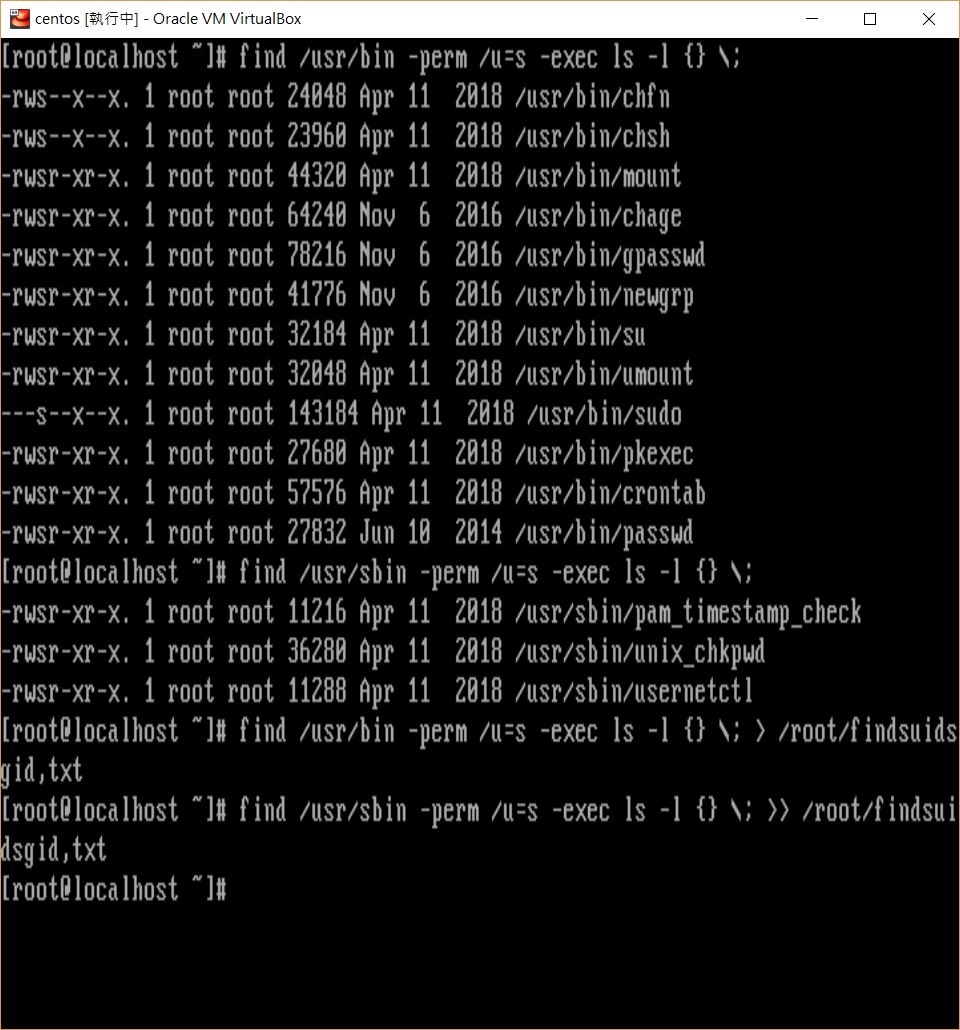 centos [執行中] - Oracle VM VirtualBox
[root@localhost ~]# find /usr/bin -perm /u=s -exec ls -l {} \;
-rws--x--x. 1 root root 24048 Apr 11  2018 /usr/bin/chfn
-rws--x--x. 1 root root 23960 Apr 11  2018 /usr/bin/chsh
-rwsr-xr-x. 1 root root 44320 Apr 11  2018 /usr/bin/mount
-rwsr-xr-x. 1 root root 64240 Nov  6  2016 /usr/bin/chage
-rwsr-xr-x. 1 root root 78216 Nov  6  2016 /usr/bin/gpasswd
-rwsr-xr-x. 1 root root 41776 Nov  6  2016 /usr/bin/newgrp
-rwsr-xr-x. 1 root root 32184 Apr 11  2018 /usr/bin/su
-rwsr-xr-x. 1 root root 32048 Apr 11  2018 /usr/bin/umount
---s--x--x. 1 root root 143184 Apr 11  2018 /usr/bin/sudo
-rwsr-xr-x. 1 root root 27680 Apr 11  2018 /usr/bin/pkexec
-rwsr-xr-x. 1 root root 57576 Apr 11  2018 /usr/bin/crontab
-rwsr-xr-x. 1 root root 27832 Jun 10  2014 /usr/bin/passwd
[root@localhost ~]# find /usr/sbin -perm /u=s -exec ls -l {} \;
-rwsr-xr-x. 1 root root 11216 Apr 11  2018 /usr/sbin/pam_timestamp_check
-rwsr-xr-x. 1 root root 36280 Apr 11  2018 /usr/sbin/unix_chkpwd
-rwsr-xr-x. 1 root root 11288 Apr 11  2018 /usr/sbin/usernetctl
[root@localhost ~]# find /usr/bin -perm /u=s -exec ls -l {} \; > /root/findsuids
gid,txt
[root@localhost ~]# find /usr/sbin -perm /u=s -exec ls -l {} \; >> /root/findsui
dsgid,txt
[root@localhost ~]#